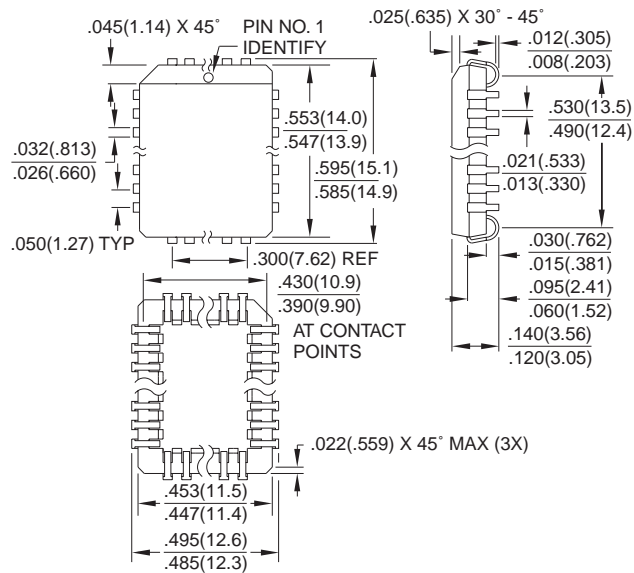 .045(1.14) X 45°
PIN NO. 1
IDENTIFY
.025(.635) X 30° - 45°
.012(.305)
.008(.203)
.553(14.0)
.547(13.9)
.530(13.5)
.490(12.4)
.032(.813)
.026(.660)
.595(15.1)
.585(14.9)
.021(.533)
.013(.330)
.050(1.27) TYP
.300(7.62) REF
.030(.762)
.015(.381)
.430(10.9)
.390(9.90)
AT CONTACT
POINTS
.095(2.41)
.060(1.52)
.140(3.56)
.120(3.05)
.022(.559) X 45° MAX (3X)
.453(11.5)
.447(11.4)
.495(12.6)
.485(12.3)